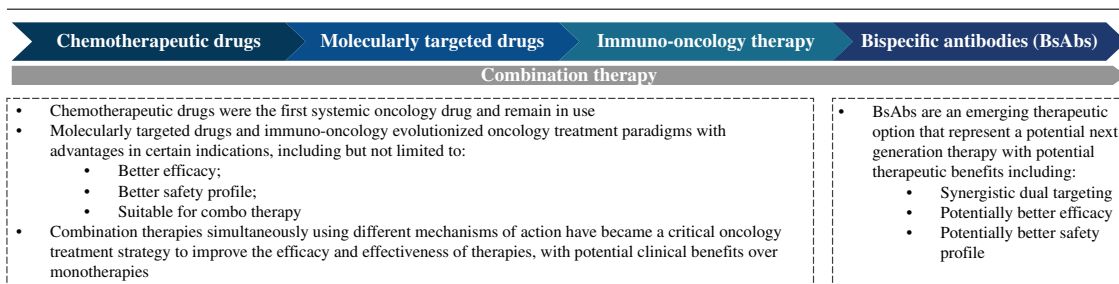 Chemotherapeutic drugs
Molecularly targeted drugs
Immuno-oncology therapy
Bispecific antibodies (BsAbs)
Combination therapy
• Chemotherapeutic drugs were the first systemic oncology drug and remain in use
• Molecularly targeted drugs and immuno-oncology evolutionized oncology treatment paradigms with
advantages in certain indications, including but not limited to:
• Better efficacy;
• Better safety profile;
• Suitable for combo therapy
• Combination therapies simultaneously using different mechanisms of action have became a critical oncology
treatment strategy to improve the efficacy and effectiveness of therapies, with potential clinical benefits over
monotherapies
• BsAbs are an emerging therapeutic
option that represent a potential next
generation therapy with potential
therapeutic benefits including:
• Synergistic dual targeting
• Potentially better efficacy
• Potentially better safety
profile